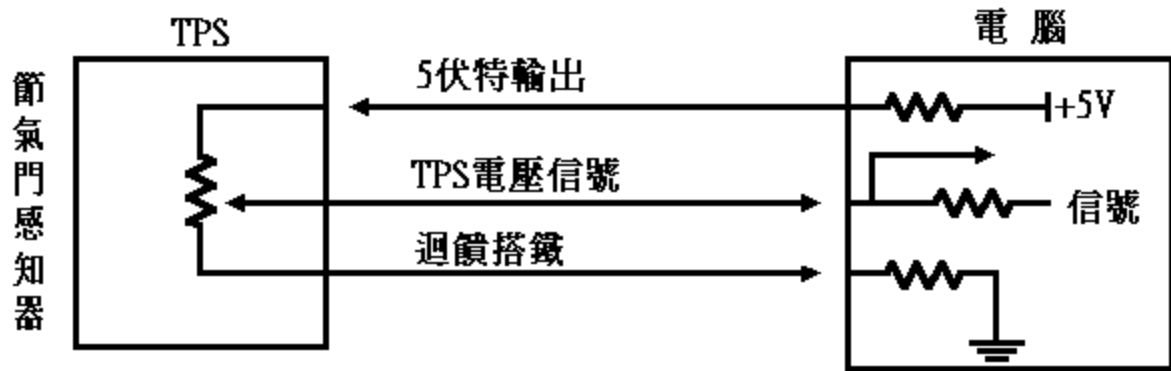 TPS
電 腦
節氣門感知器
5伏特輸出
+5V
TPS電壓信號
信號
迴饋搭鐵